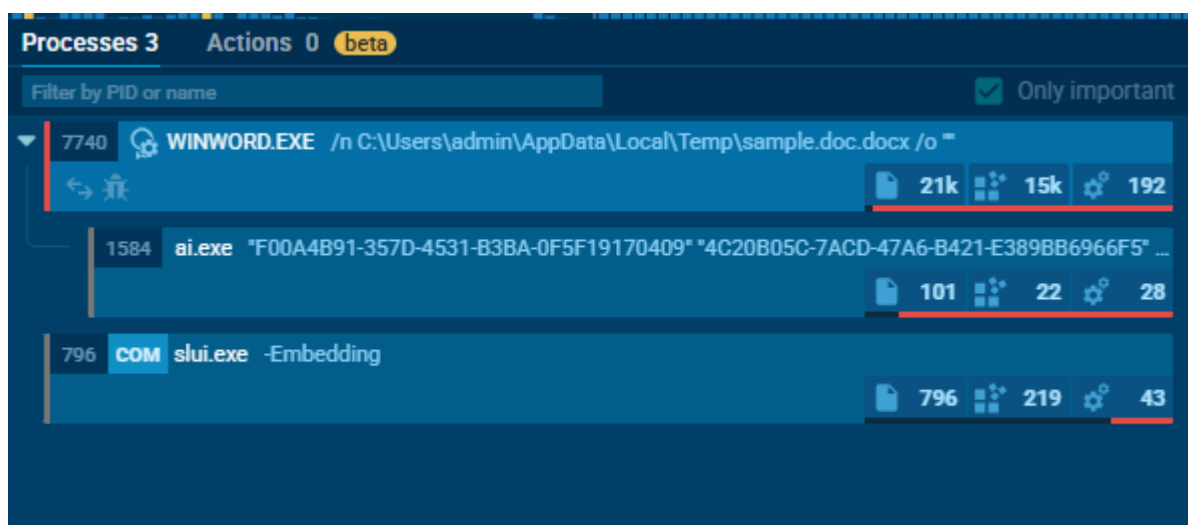 Processes 3 Actions 0 beta
Filter by PID or name Only important
7740 WINWORD.EXE /n C:\Users\admin\AppData\Local\Temp\sample.doc.docx /o ""
21k 15k 192
1584 ai.exe "F00A4B91-357D-4531-B3BA-0F5F19170409" "4C20B05C-7ACD-47A6-B421-E389BB6966F5" ...
101 22 28
796 COM slui.exe -Embedding
796 219 43